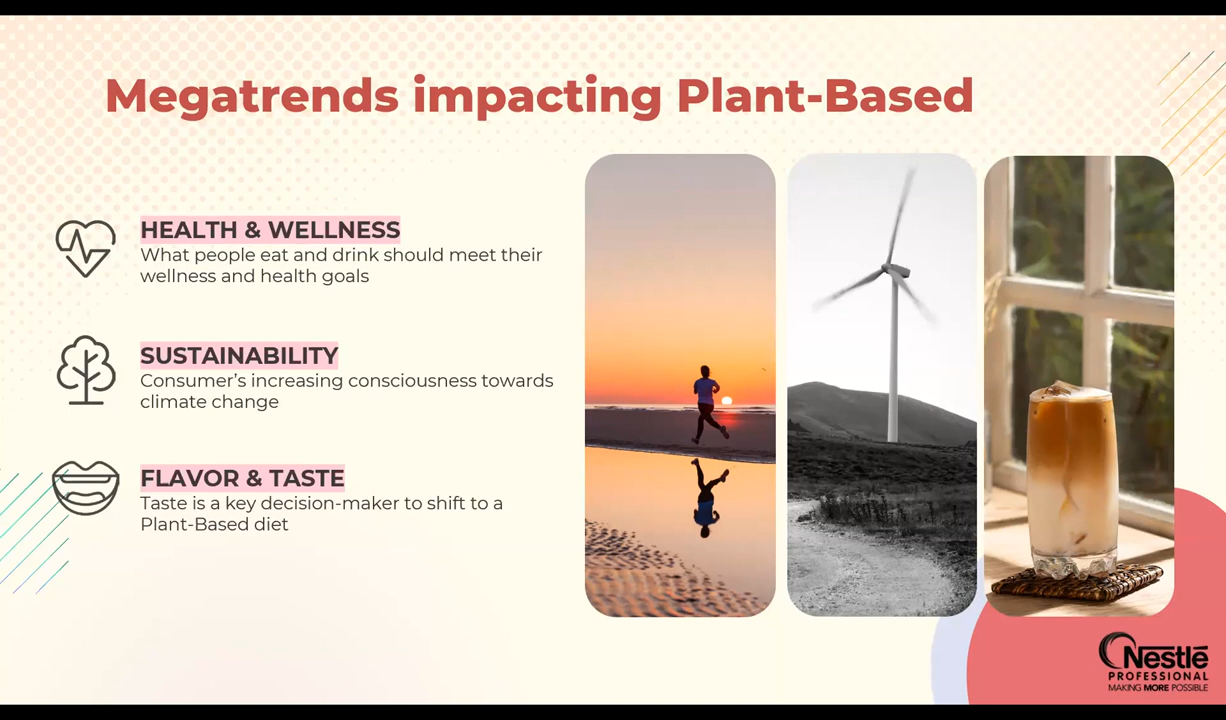 Megatrends impacting Plant-Based
HEALTH & WELLNESS
What people eat and drink should meet their
wellness and health goals
SUSTAINABILITY
Consumer’s increasing consciousness towards
climate change
FLAVOR & TASTE
Taste is a key decision-maker to shift to a
Plant-Based diet
Nestlé
PROFESSIONAL
MAKING MORE POSSIBLE